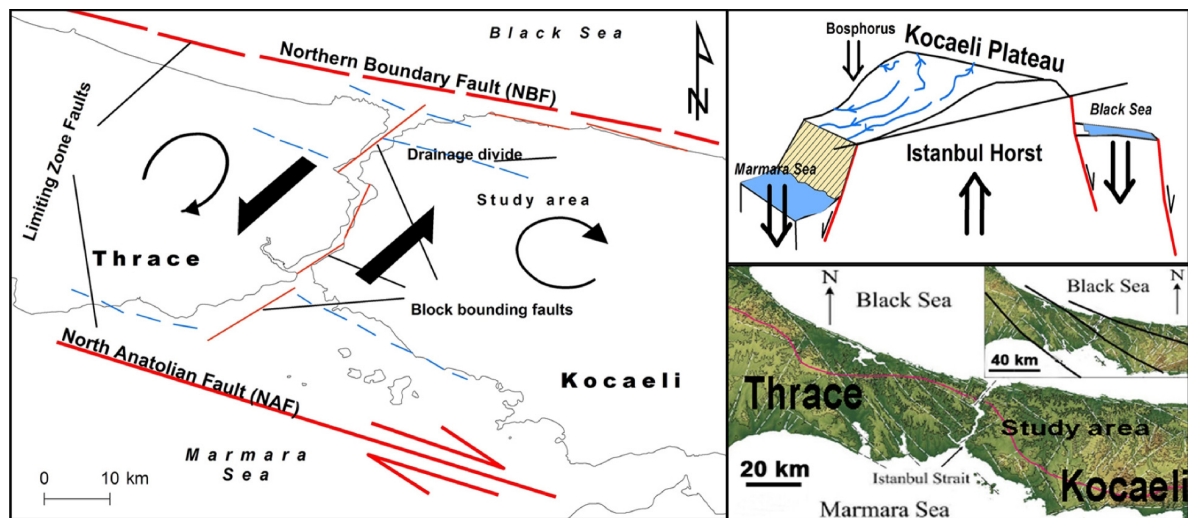 Black Sea
Northern Boundary Fault (NBF)
N
Limiting Zone Faults
Drainage divide
Study area
Thrace
Block bounding faults
North Anatolian Fault (NAF)
Kocaeli
Marmara
Sea
0 10 km
Bosphorus
Kocaeli Plateau
Black Sea
Istanbul Horst
Marmara Sea
N
Black Sea
Black Sea
N
40 km
Thrace
Study area
20 km
Istanbul Strait
Kocaeli
Marmara Sea